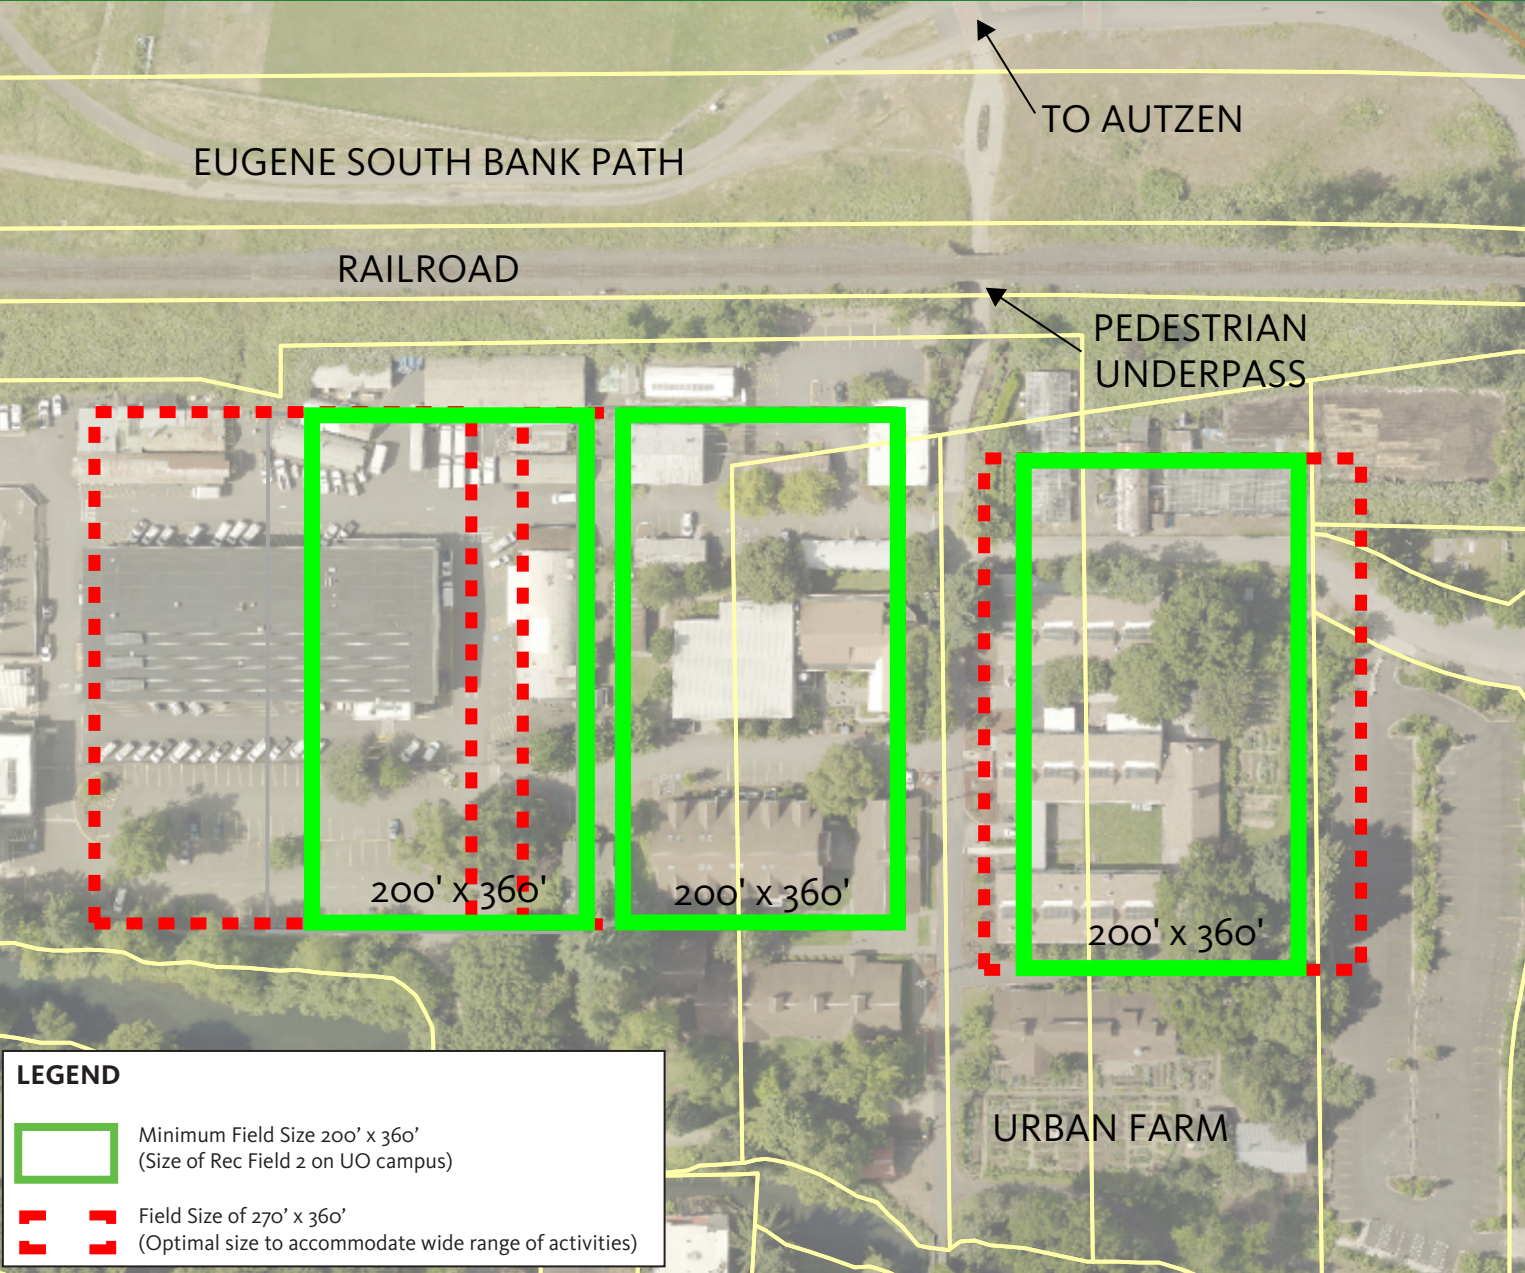 TO AUTZEN
EUGENE SOUTH BANK PATH
RAILROAD
PEDESTRIAN
UNDERPASS
200' x 360'
200' x 360'
200' x 360'
URBAN FARM
LEGEND
Minimum Field Size 200' x 360'
(Size of Rec Field 2 on UO campus)
Field Size of 270' x 360'
(Optimal size to accommodate wide range of activities)